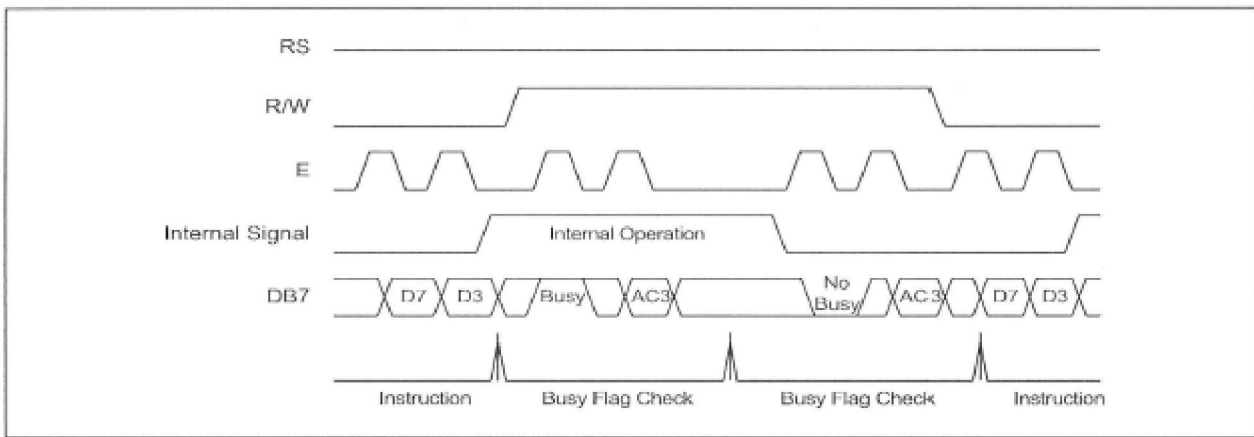 RS
R/W
E
Internal Signal
Internal Operation
DB7
D7
D3
Busy
AC3
No
Busy
AC3
D7
D3
Instruction
Busy Flag Check
Busy Flag Check
Instruction